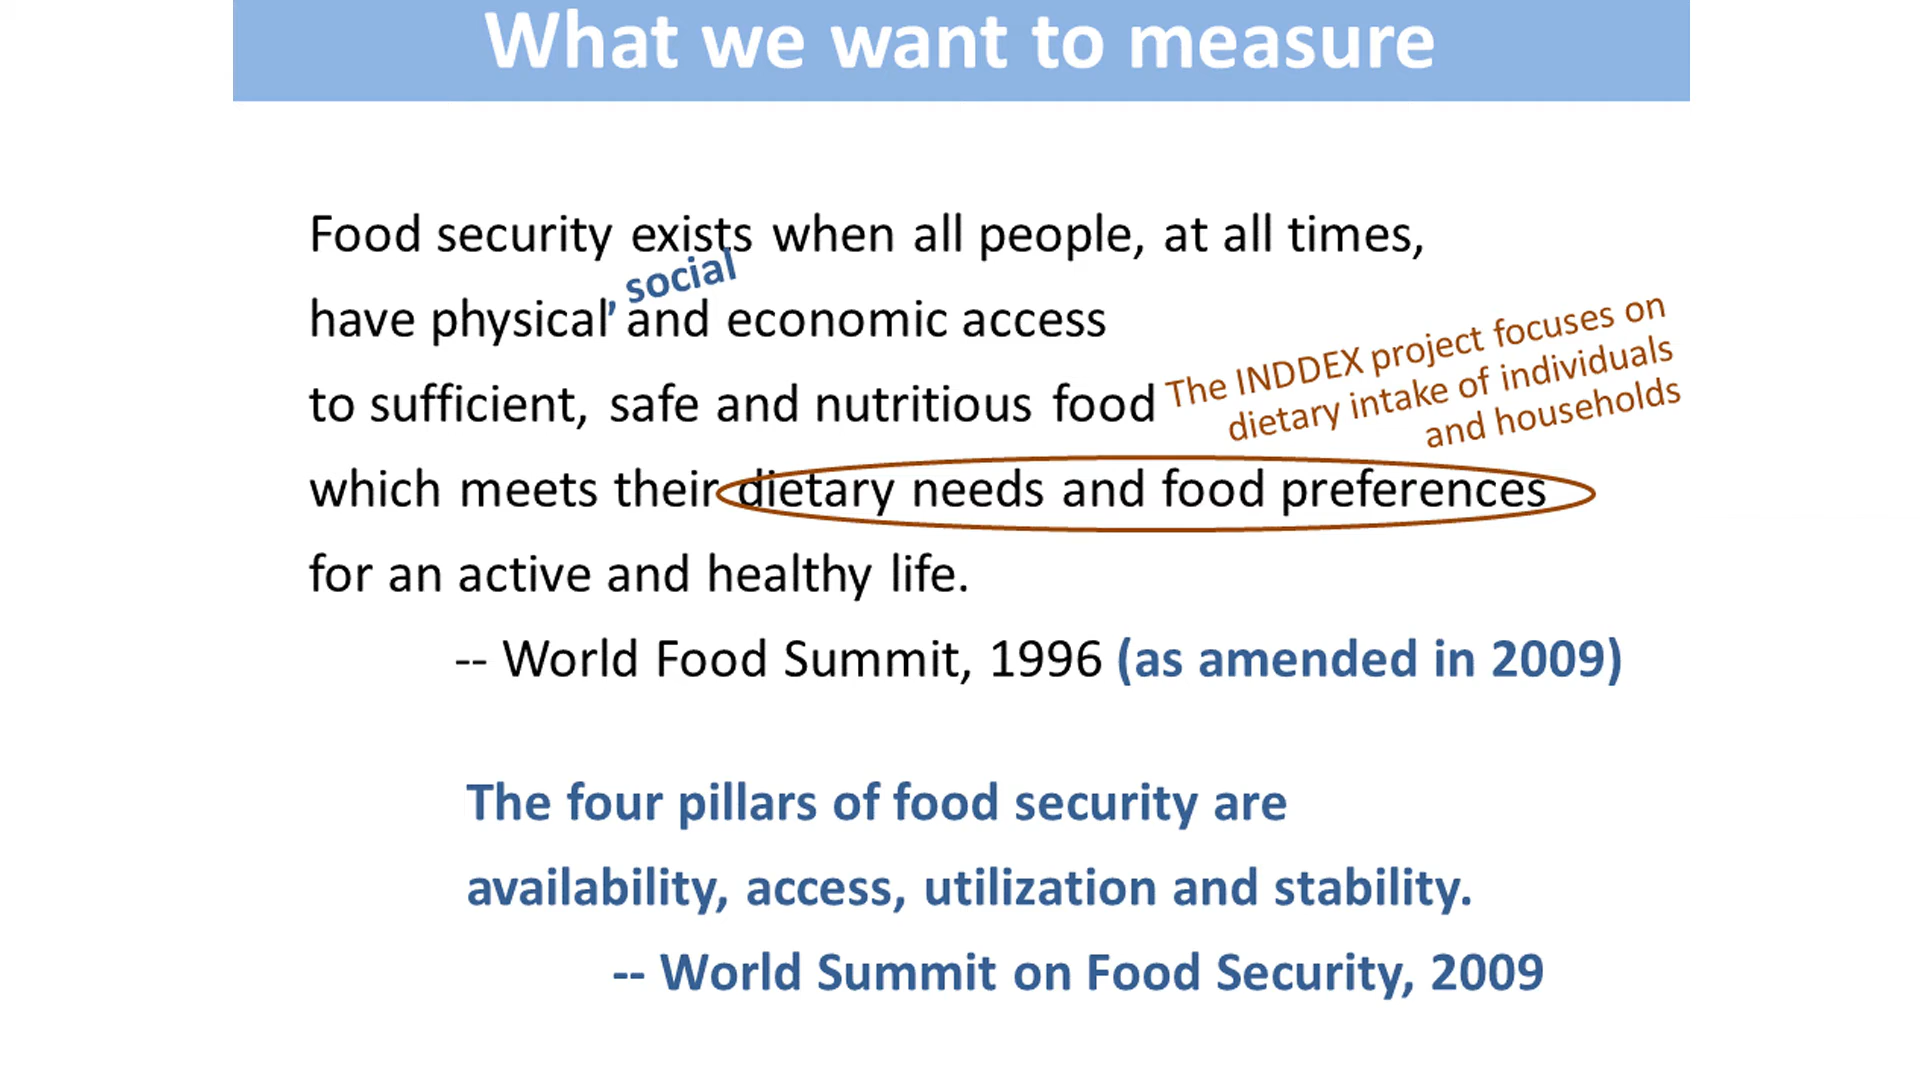 What we want to measure
Food security exists when all people, at all times,
, social
have physical and economic access
The INDDEX project focuses on
dietary intake of individuals
and households
to sufficient, safe and nutritious food
which meets their dietary needs and food preferences
for an active and healthy life.
-- World Food Summit, 1996 (as amended in 2009)
The four pillars of food security are
availability, access, utilization and stability.
-- World Summit on Food Security, 2009